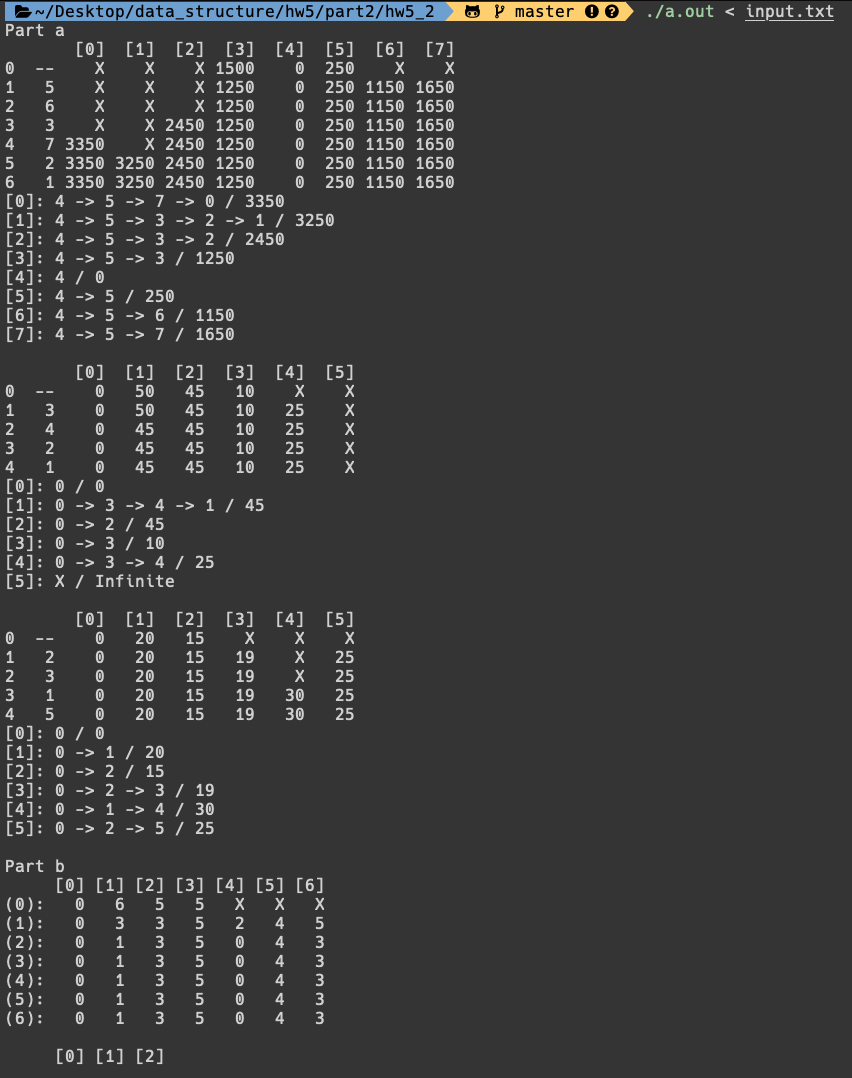 ~/Desktop/data_structure/hw5/part2/hw5_2 master ./a.out < input.txt
Part a
       [0]  [1]  [2]  [3]  [4]  [5]  [6]  [7]
0  --    X    X    X 1500    0  250    X    X
1   5    X    X    X 1250    0  250 1150 1650
2   6    X    X    X 1250    0  250 1150 1650
3   3    X    X 2450 1250    0  250 1150 1650
4   7 3350    X 2450 1250    0  250 1150 1650
5   2 3350 3250 2450 1250    0  250 1150 1650
6   1 3350 3250 2450 1250    0  250 1150 1650
[0]: 4 -> 5 -> 7 -> 0 / 3350
[1]: 4 -> 5 -> 3 -> 2 -> 1 / 3250
[2]: 4 -> 5 -> 3 -> 2 / 2450
[3]: 4 -> 5 -> 3 / 1250
[4]: 4 / 0
[5]: 4 -> 5 / 250
[6]: 4 -> 5 -> 6 / 1150
[7]: 4 -> 5 -> 7 / 1650
       [0]  [1]  [2]  [3]  [4]  [5]
0  --    0   50   45   10    X    X
1   3    0   50   45   10   25    X
2   4    0   45   45   10   25    X
3   2    0   45   45   10   25    X
4   1    0   45   45   10   25    X
[0]: 0 / 0
[1]: 0 -> 3 -> 4 -> 1 / 45
[2]: 0 -> 2 / 45
[3]: 0 -> 3 / 10
[4]: 0 -> 3 -> 4 / 25
[5]: X / Infinite
       [0]  [1]  [2]  [3]  [4]  [5]
0  --    0   20   15    X    X    X
1   2    0   20   15   19    X   25
2   3    0   20   15   19    X   25
3   1    0   20   15   19   30   25
4   5    0   20   15   19   30   25
[0]: 0 / 0
[1]: 0 -> 1 / 20
[2]: 0 -> 2 / 15
[3]: 0 -> 2 -> 3 / 19
[4]: 0 -> 1 -> 4 / 30
[5]: 0 -> 2 -> 5 / 25
Part b
     [0] [1] [2] [3] [4] [5] [6]
(0):   0   6   5   5   X   X   X
(1):   0   3   3   5   2   4   5
(2):   0   1   3   5   0   4   3
(3):   0   1   3   5   0   4   3
(4):   0   1   3   5   0   4   3
(5):   0   1   3   5   0   4   3
(6):   0   1   3   5   0   4   3
     [0] [1] [2]